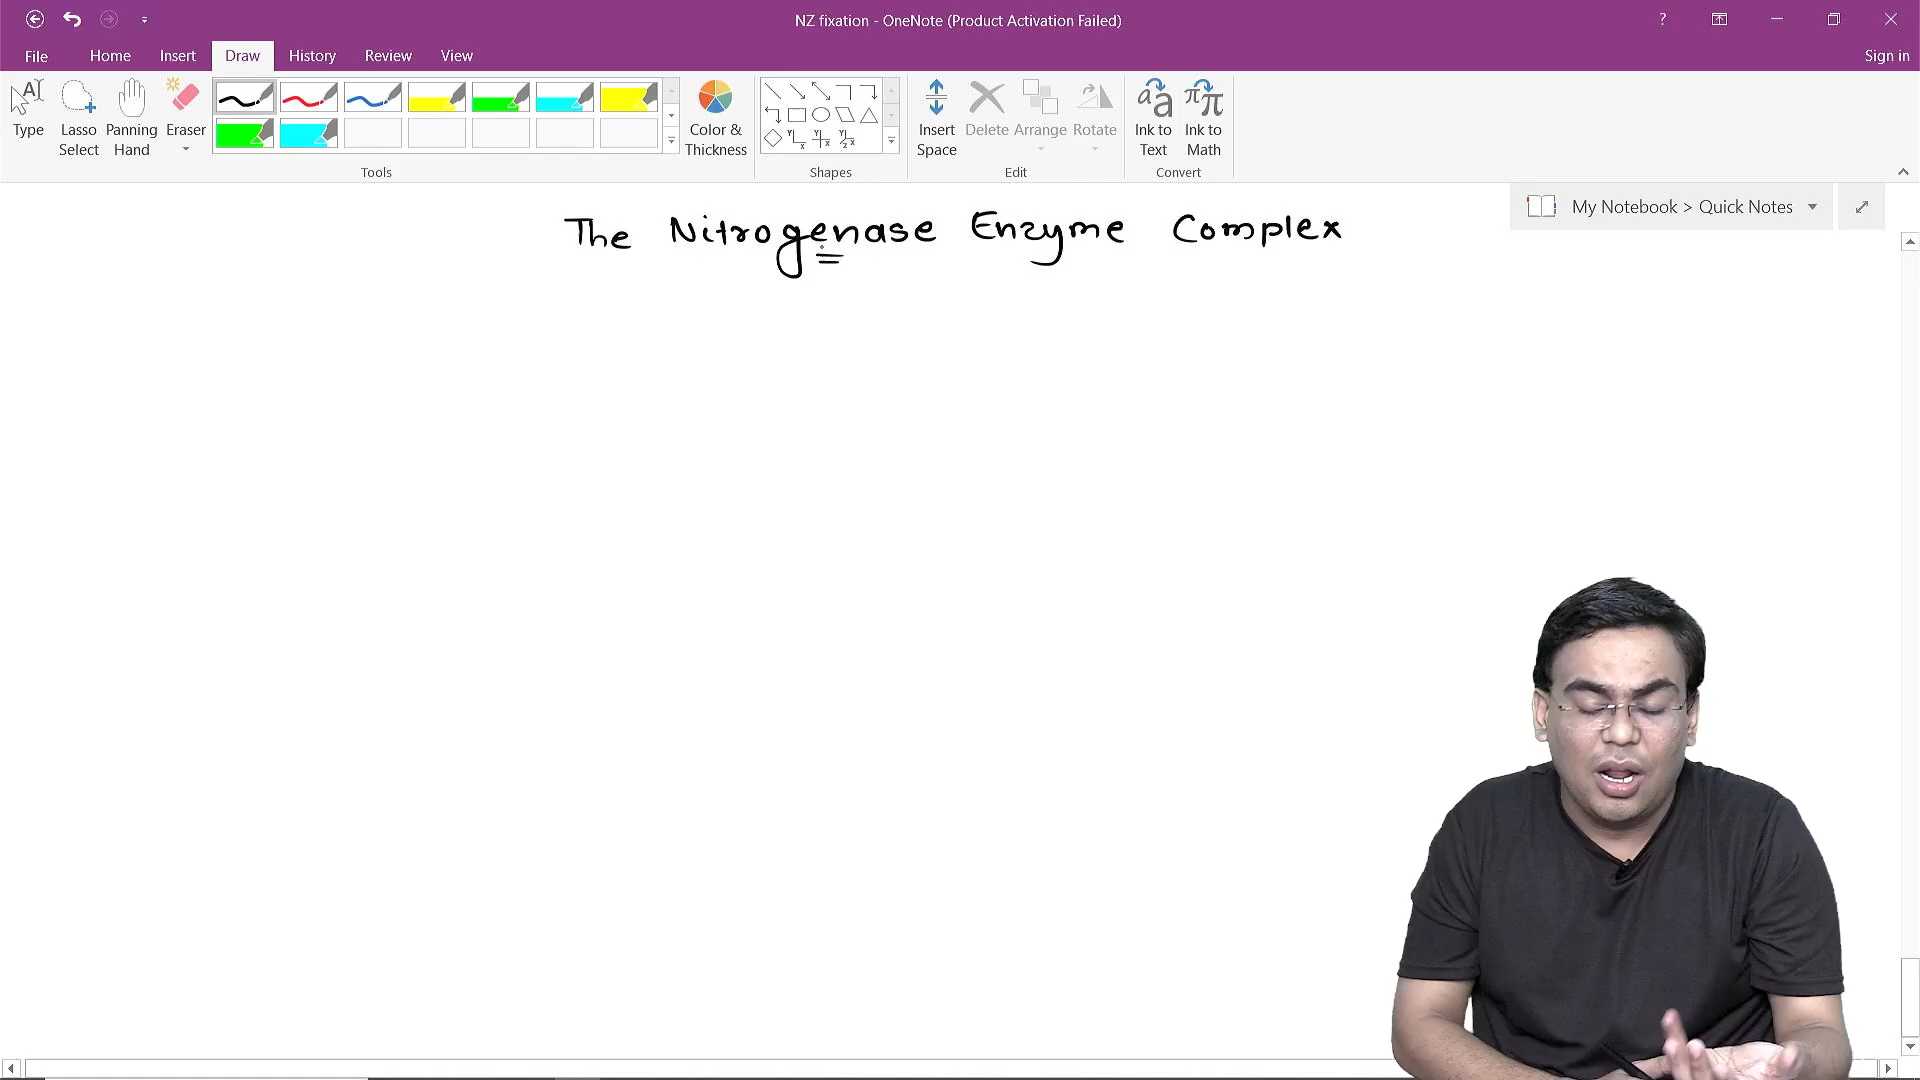 NZ fixation - OneNote (Product Activation Failed)
?
File Home Insert Draw History Review View Sign in
Type Lasso Select Panning Hand Eraser Color & Thickness Insert Space Delete Arrange Rotate Ink to Text Ink to Math
Tools Shapes Edit Convert
My Notebook > Quick Notes
The Nitrogenase Enzyme Complex